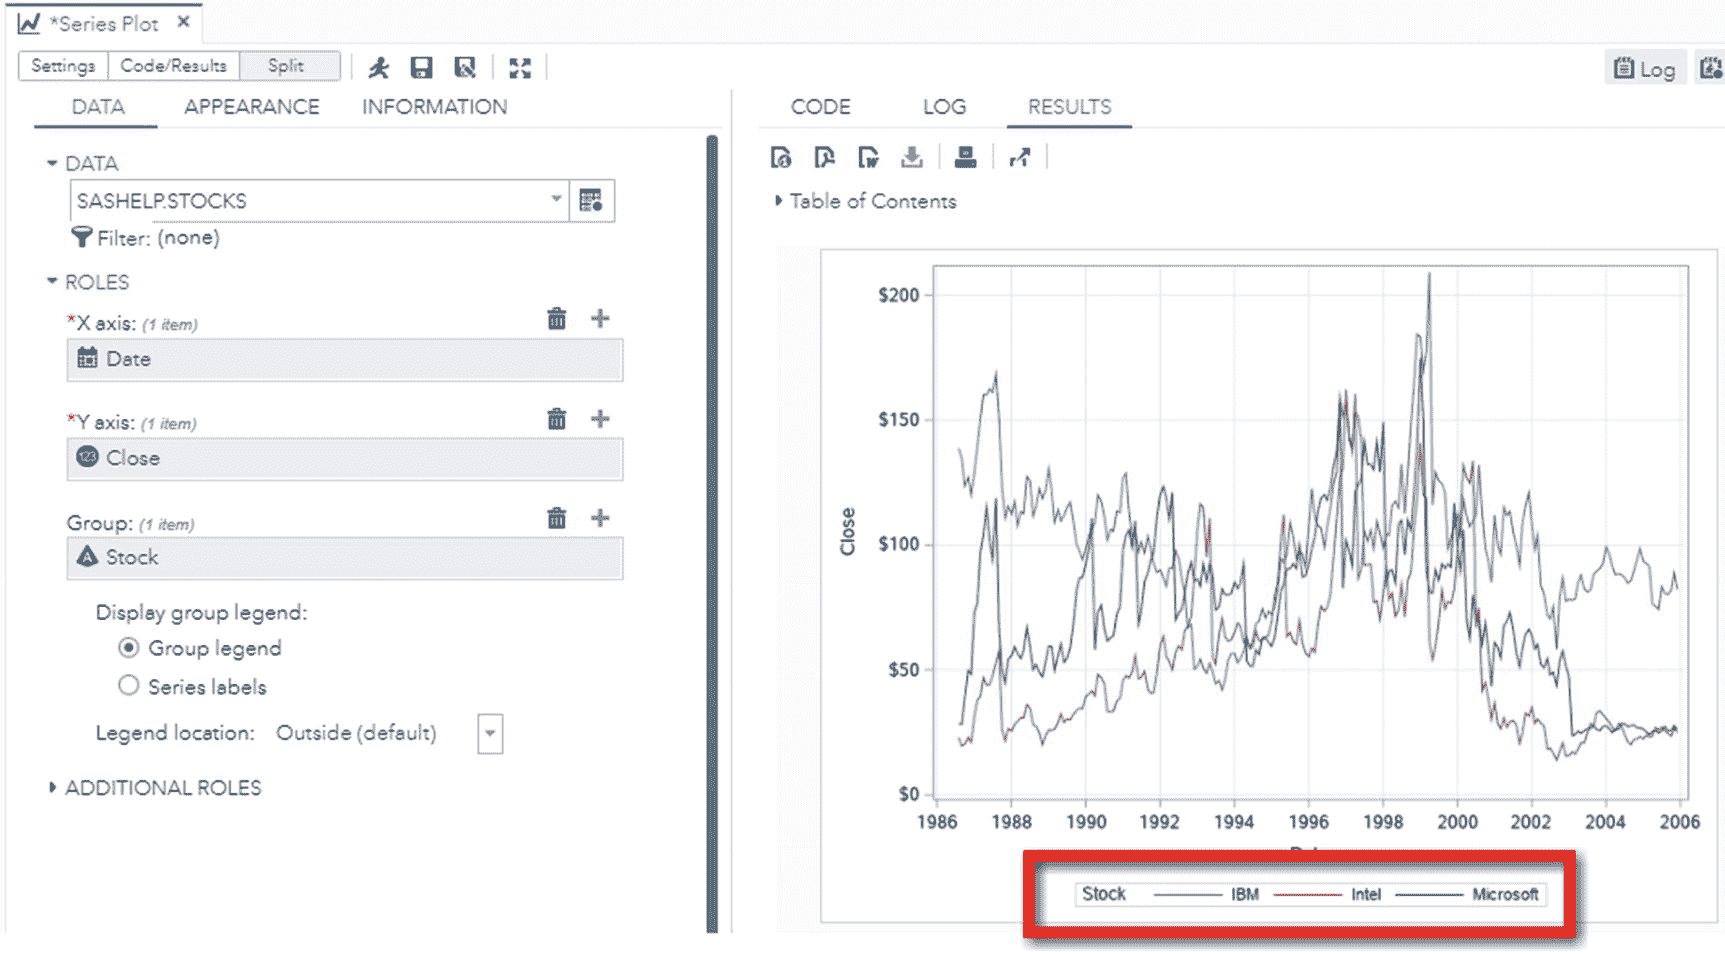 *Series Plot ×
Settings Code/Results Split
Log
DATA APPEARANCE INFORMATION
DATA
SASHELP.STOCKS
Filter: (none)
ROLES
*X axis: (1 item)
Date
*Y axis: (1 item)
123 Close
Group: (1 item)
A Stock
Display group legend:
Group legend
Series labels
Legend location: Outside (default)
ADDITIONAL ROLES
CODE LOG RESULTS
Table of Contents
$200
$150
$100
$50
$0
Close
1986 1988 1990 1992 1994 1996 1998 2000 2002 2004 2006
Stock IBM Intel Microsoft